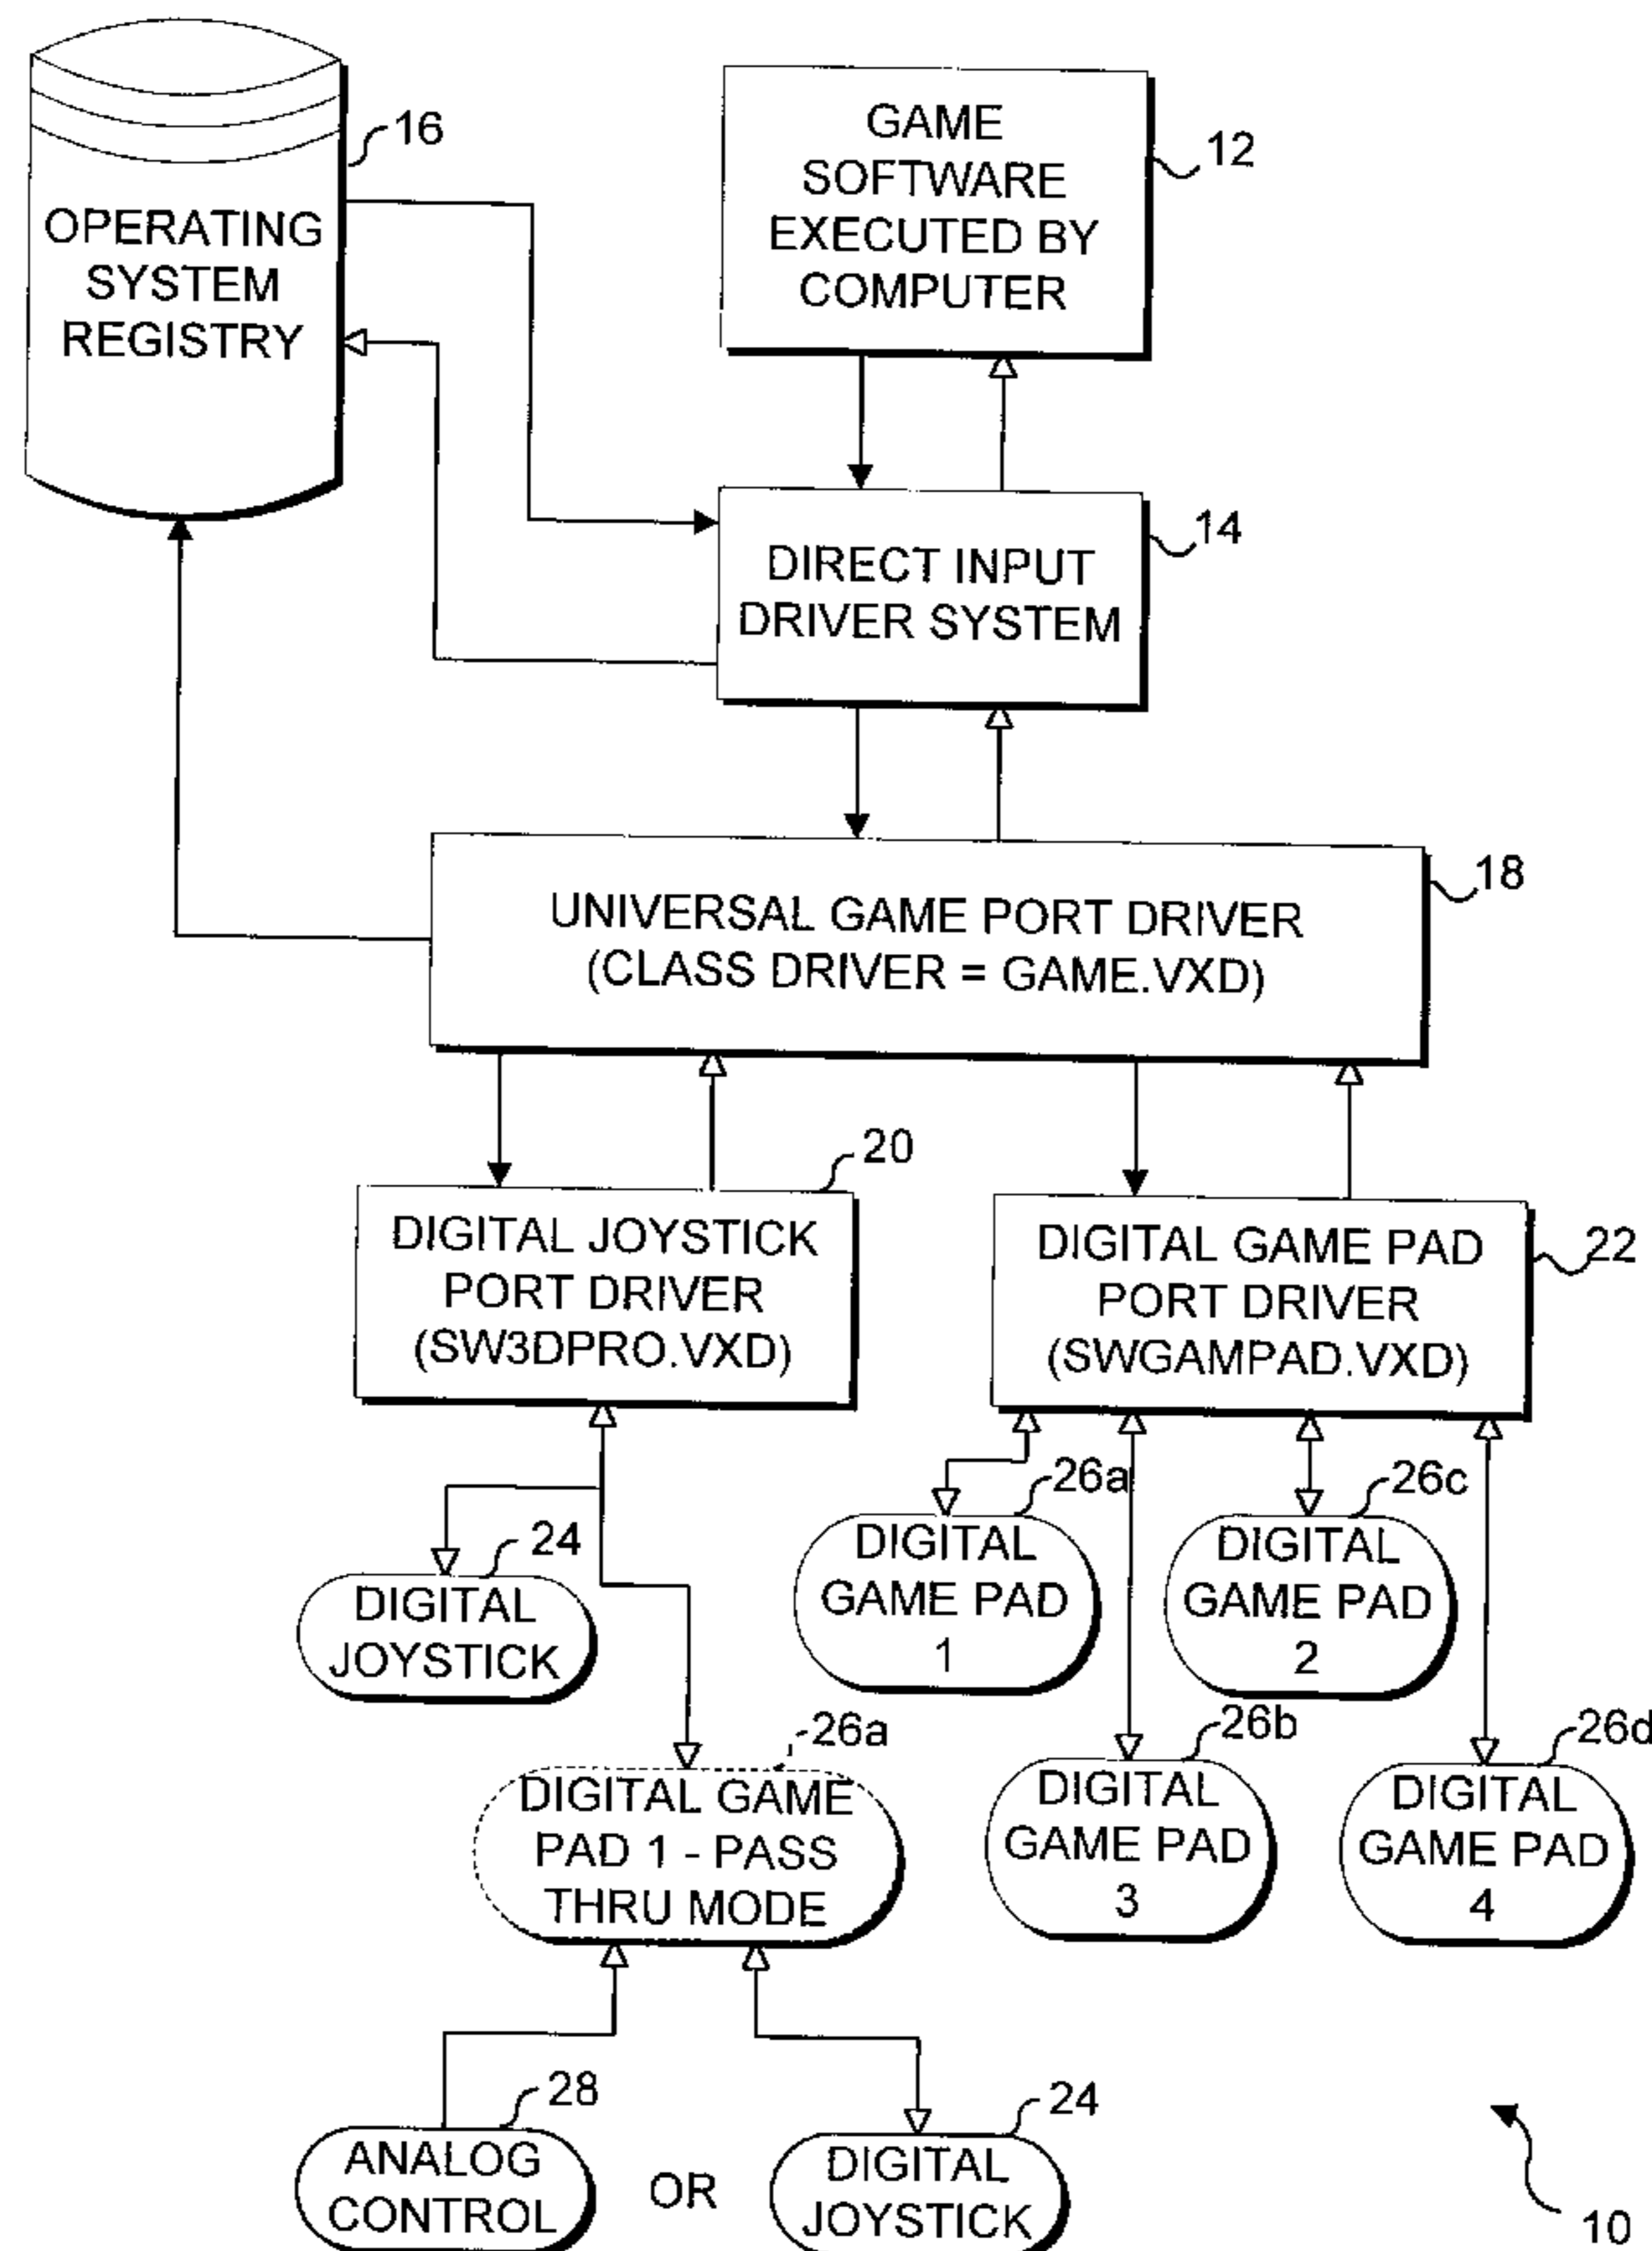 16
OPERATING
SYSTEM
REGISTRY
GAME
SOFTWARE
EXECUTED BY
COMPUTER
12
DIRECT INPUT
DRIVER SYSTEM
14
UNIVERSAL GAME PORT DRIVER
(CLASS DRIVER = GAME.VXD)
18
20
DIGITAL JOYSTICK
PORT DRIVER
(SW3DPRO.VXD)
DIGITAL GAME PAD
PORT DRIVER
(SWGAMPAD.VXD)
22
24
DIGITAL
JOYSTICK
26a
DIGITAL
GAME PAD
1
26c
DIGITAL
GAME PAD
2
26a
DIGITAL GAME
PAD 1 - PASS
THRU MODE
26b
DIGITAL
GAME PAD
3
26d
DIGITAL
GAME PAD
4
28
ANALOG
CONTROL
OR
24
DIGITAL
JOYSTICK
10